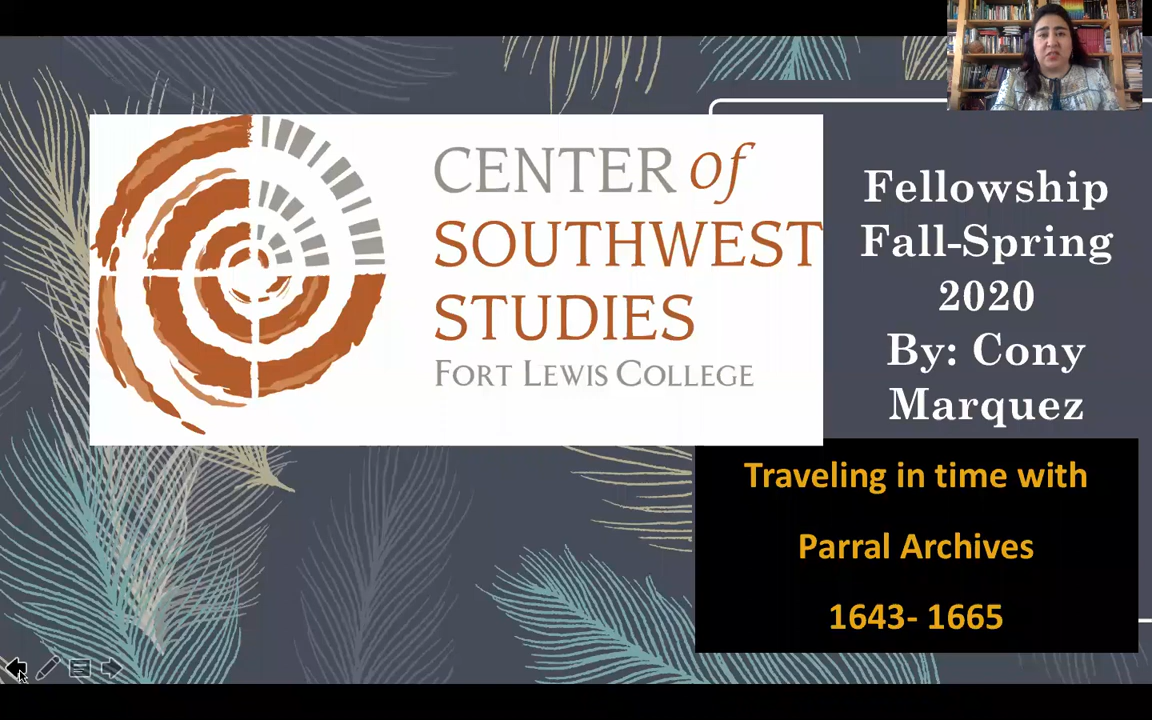 CENTER of
SOUTHWEST
STUDIES
FORT LEWIS COLLEGE
Fellowship
Fall-Spring
2020
By: Cony
Marquez
Traveling in time with
Parral Archives
1643- 1665